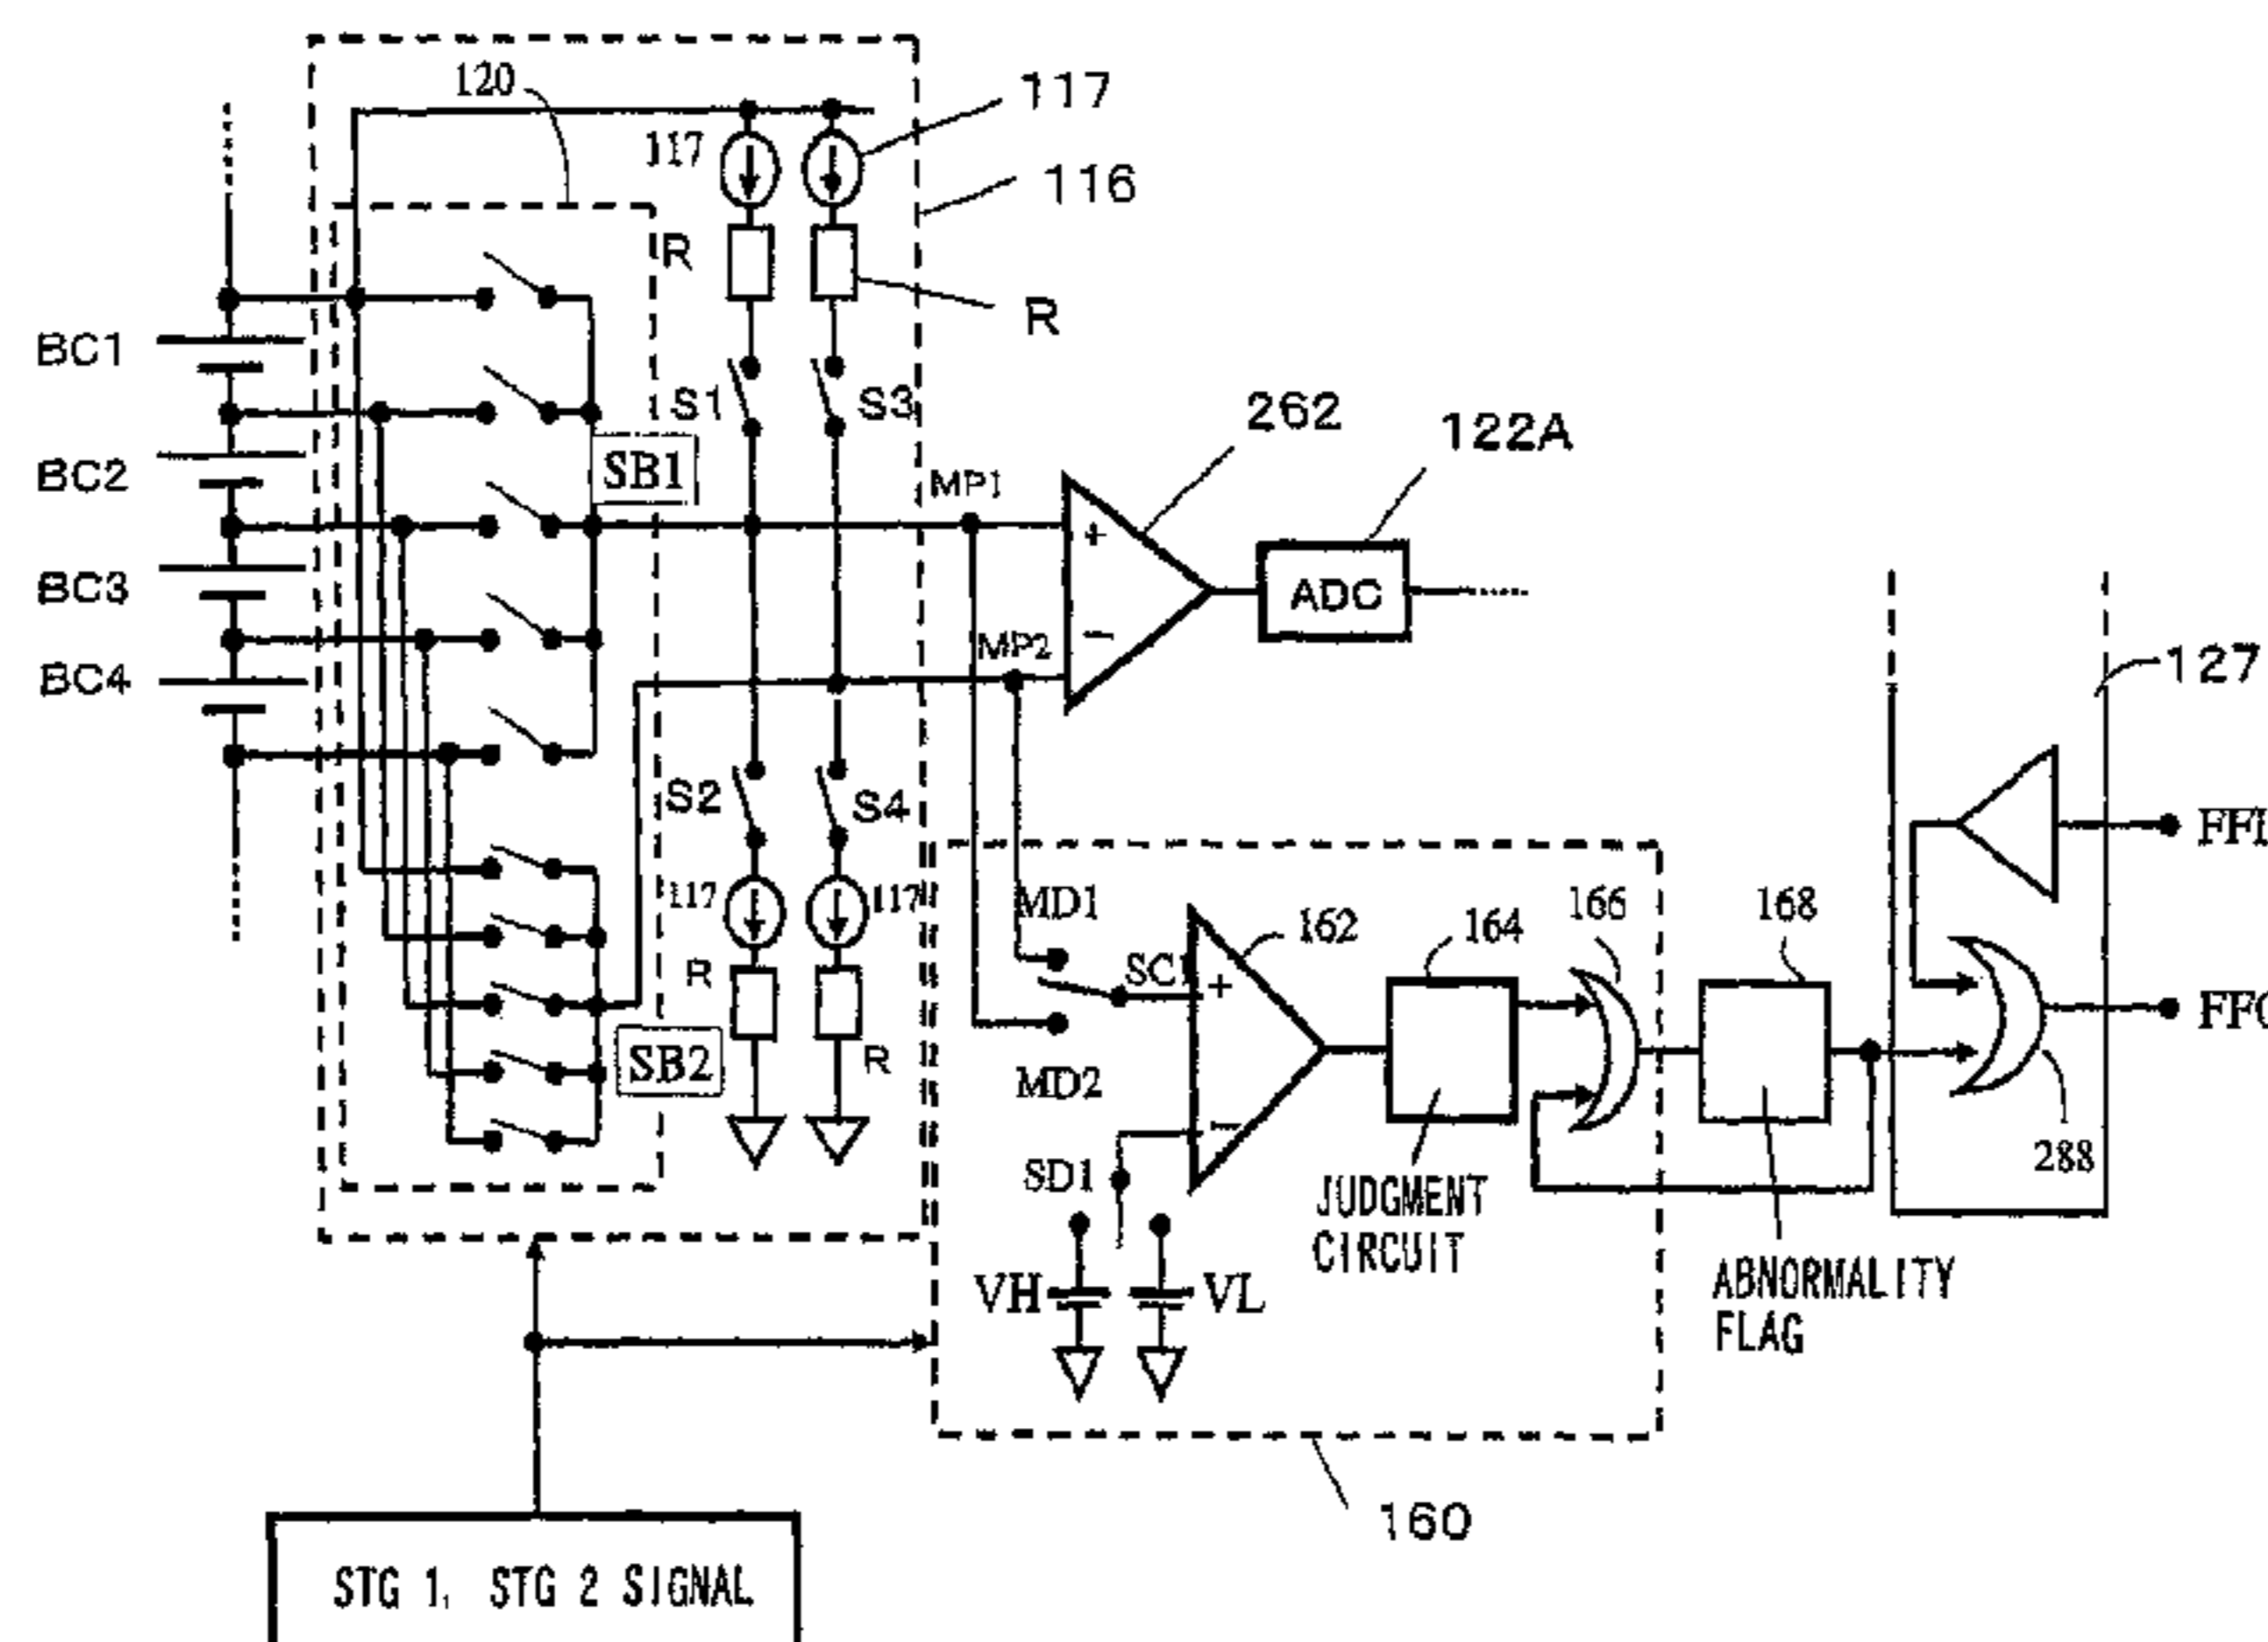 120
117
117
116
R
R
BC1
S1
S3
262
122A
BC2
SB1
MP1
+
BC3
ADC
−
MP2
BC4
127
S2
S4
FFI
117
117
MD1
162
164
166
168
SC1
+
R
FFO
SB2
R
MD2
−
288
SD1
JUDGMENT
CIRCUIT
VH
VL
ABNORMALITY
FLAG
160
STG 1, STG 2 SIGNAL